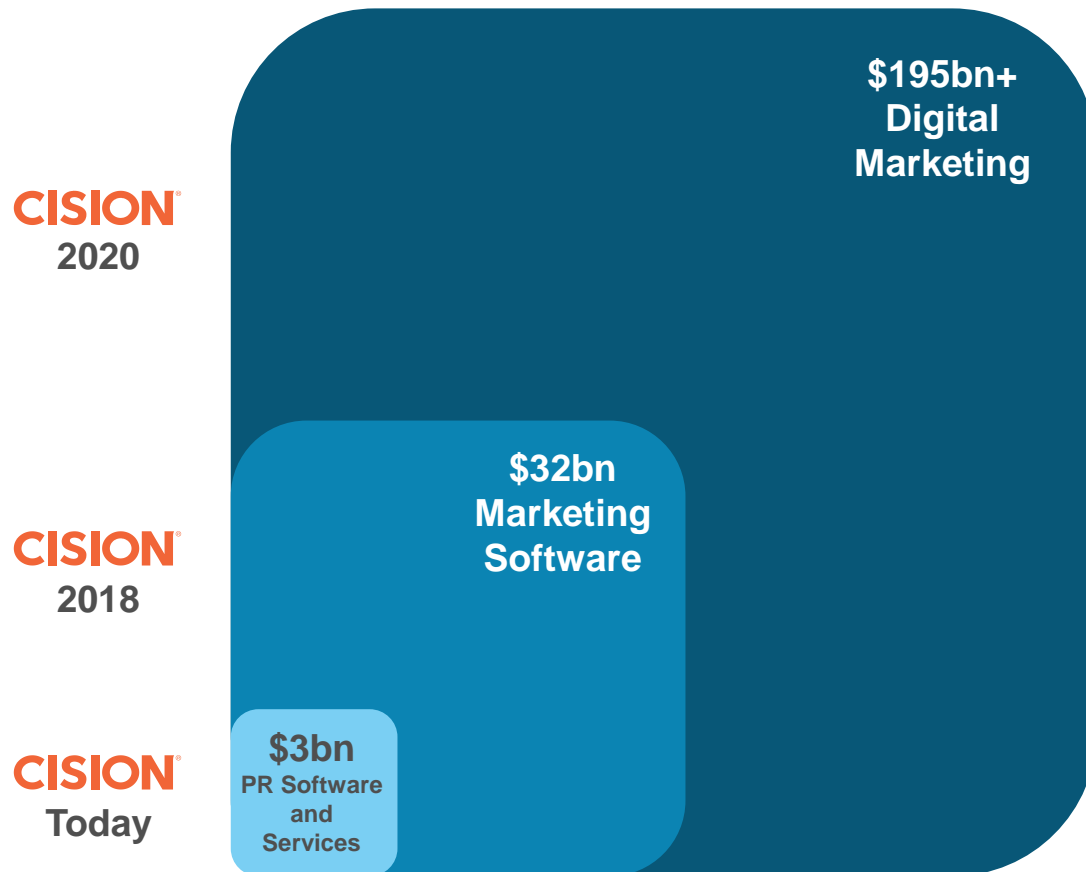 $195bn+
Digital
Marketing
CISION®
2020
$32bn
Marketing
Software
CISION®
2018
$3bn
PR Software
and
Services
CISION®
Today